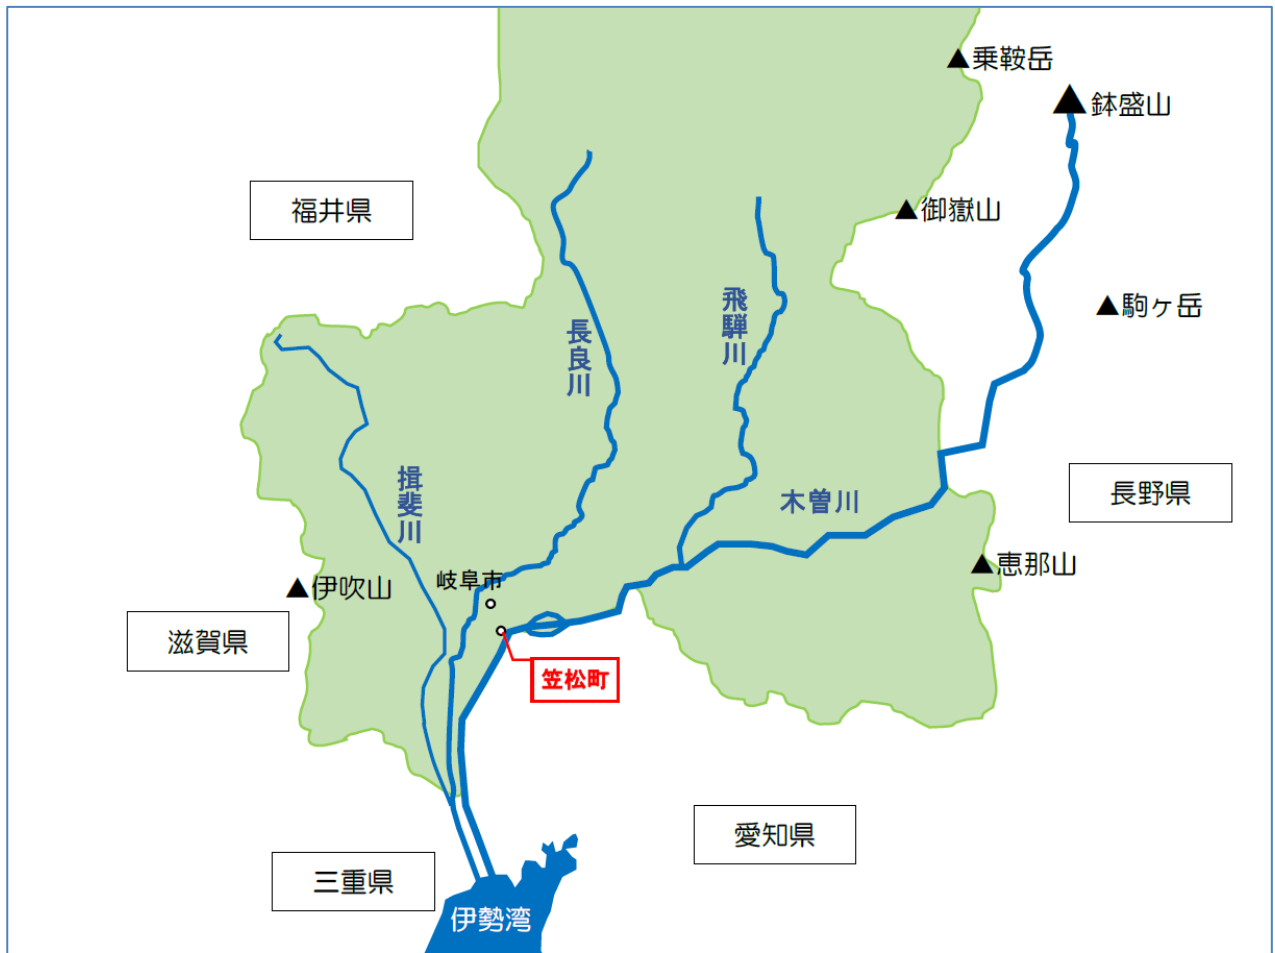 ▲乗鞍岳
▲鉢盛山
福井県
▲御嶽山
飛騨川
▲駒ヶ岳
長良川
揖斐川
木曽川
長野県
▲恵那山
岐阜市
▲伊吹山
滋賀県
笠松町
愛知県
三重県
伊勢湾